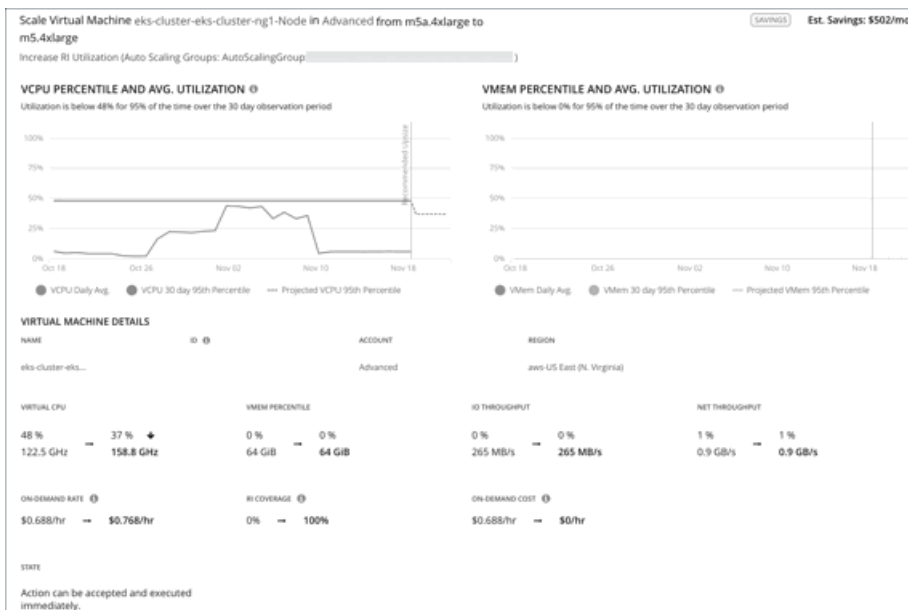 Scale Virtual Machine eks-cluster-eks-cluster-ng1-Node in Advanced from m5a.4xlarge to
m5.4xlarge
SAVINGS
Est. Savings: $502/mo
Increase RI Utilization (Auto Scaling Groups: AutoScalingGroup )
VCPU PERCENTILE AND AVG. UTILIZATION
Utilization is below 48% for 95% of the time over the 30 day observation period
100%
75%
50%
25%
0%
Recommended Upsize
Oct 18 Oct 26 Nov 02 Nov 10 Nov 18
VCPU Daily Avg. VCPU 30 day 95th Percentile Projected VCPU 95th Percentile
VMEM PERCENTILE AND AVG. UTILIZATION
Utilization is below 0% for 95% of the time over the 30 day observation period
100%
75%
50%
25%
0%
Oct 18 Oct 26 Nov 02 Nov 10 Nov 18
VMem Daily Avg. VMem 30 day 95th Percentile Projected VMem 95th Percentile
VIRTUAL MACHINE DETAILS
NAME ID ACCOUNT REGION
eks-cluster-eks... Advanced aws-US East (N. Virginia)
VIRTUAL CPU VMEM PERCENTILE IO THROUGHPUT NET THROUGHPUT
48 % → 37 % 0 % → 0 % 0 % → 0 % 1 % → 1 %
122.5 GHz 158.8 GHz 64 GiB 64 GiB 265 MB/s 265 MB/s 0.9 GB/s 0.9 GB/s
ON-DEMAND RATE RI COVERAGE ON-DEMAND COST
$0.688/hr → $0.768/hr 0% → 100% $0.688/hr → $0/hr
STATE
Action can be accepted and executed
immediately.